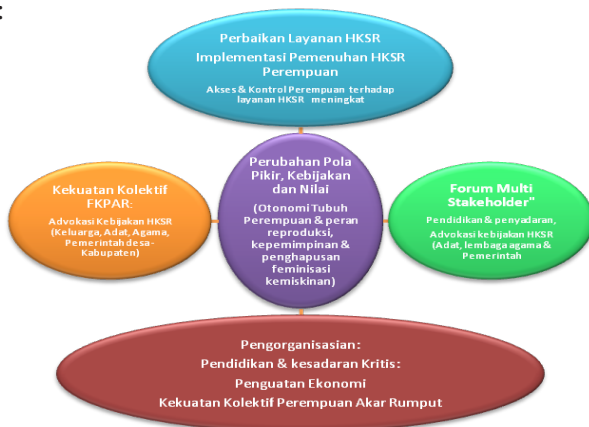 :
Perbaikan Layanan HKSR
Implementasi Pemenuhan HKSR
Perempuan
Akses & Kontrol Perempuan terhadap
layanan HKSR meningkat
Kekuatan Kolektif
FKPAR:
Advokasi Kebijakan HKSR
(Keluarga, Adat, Agama,
Pemerintah desa-
Kabupaten)
Perubahan Pola
Pikir, Kebijakan
dan Nilai
(Otonomi Tubuh
Perempuan & peran
reproduksi,
kepemimpinan &
penghapusan
feminisasi
kemiskinan)
Forum Multi
Stakeholder"
Pendidikan & penyadaran,
Advokasi kebijakan HKSR
(Adat, lembaga agama &
Pemerintah
Pengorganisasian:
Pendidikan & kesadaran Kritis:
Penguatan Ekonomi
Kekuatan Kolektif Perempuan Akar Rumput